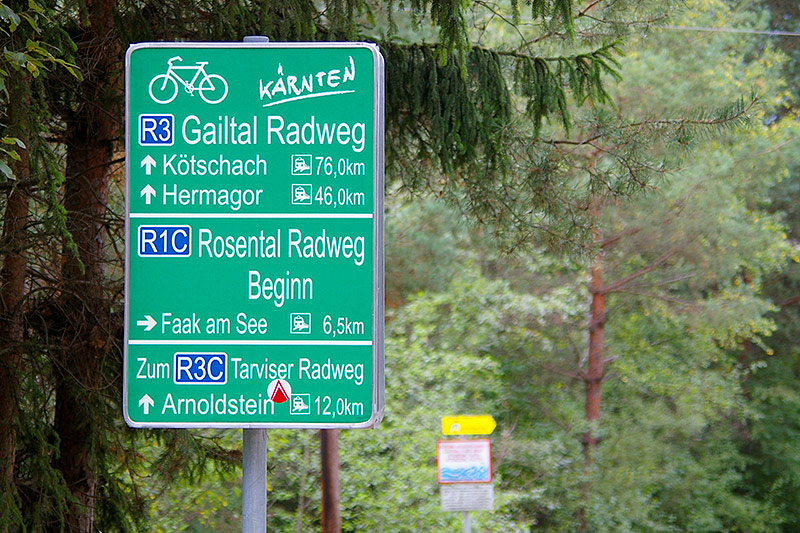 KÄRNTEN
R3 Gailtal Radweg
Kötschach 76,0km
Hermagor 46,0km
R1C Rosental Radweg
Beginn
Faak am See 6,5km
Zum R3C Tarviser Radweg
Arnoldstein 12,0km